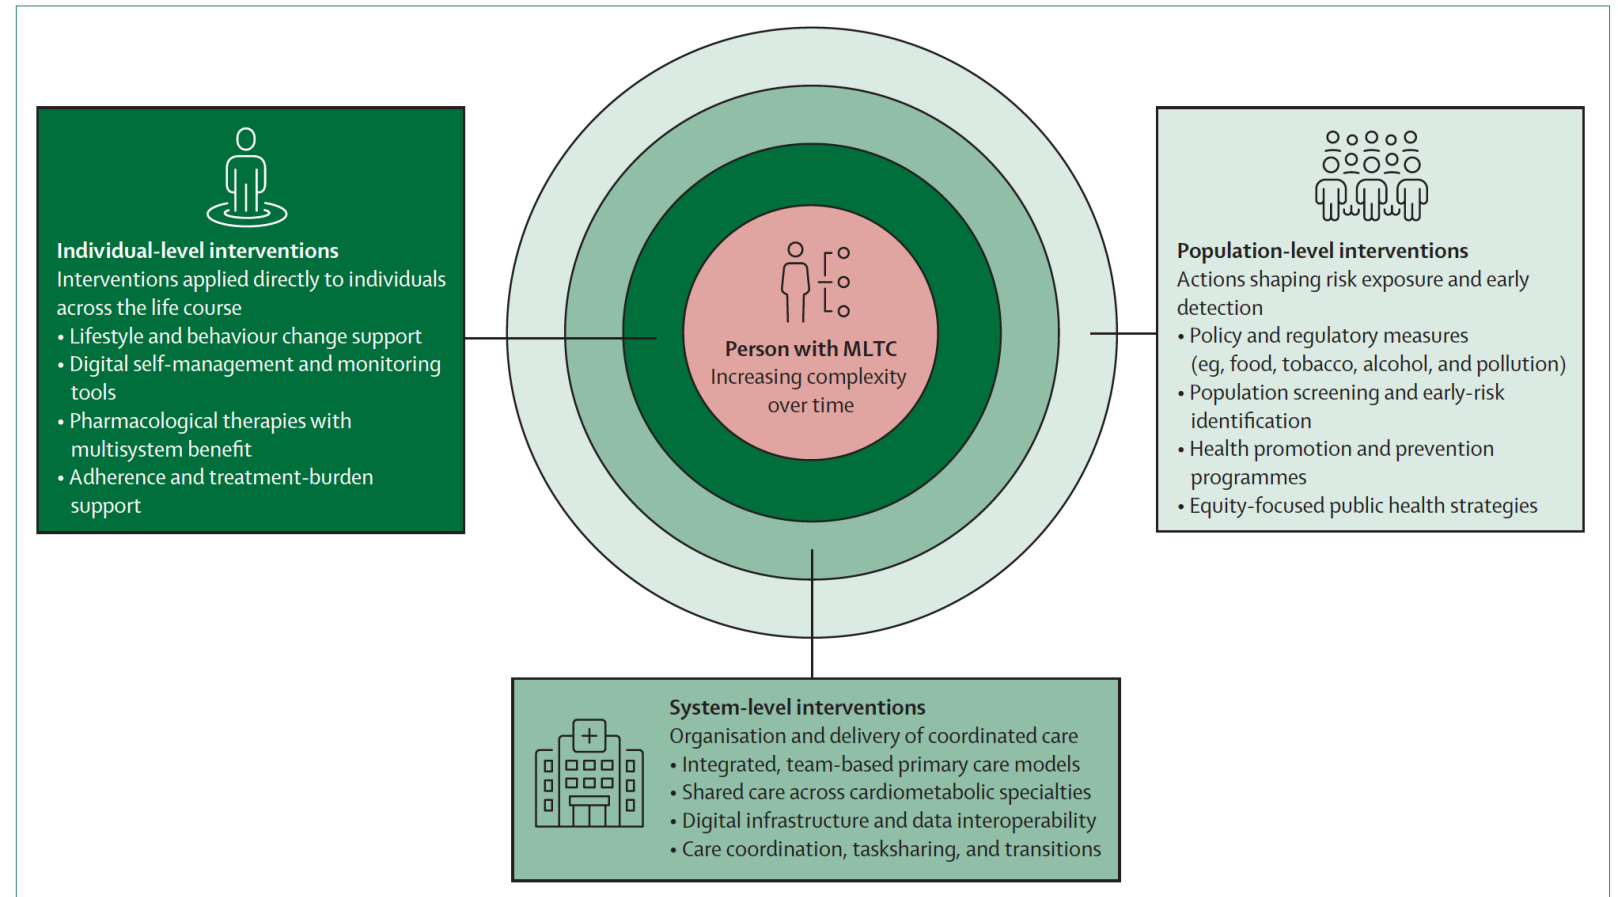 Individual-level interventions
Interventions applied directly to individuals
across the life course
• Lifestyle and behaviour change support
• Digital self-management and monitoring
tools
• Pharmacological therapies with
multisystem benefit
• Adherence and treatment-burden
support
Person with MLTC
Increasing complexity
over time
Population-level interventions
Actions shaping risk exposure and early
detection
• Policy and regulatory measures
(eg, food, tobacco, alcohol, and pollution)
• Population screening and early-risk
identification
• Health promotion and prevention
programmes
• Equity-focused public health strategies
System-level interventions
Organisation and delivery of coordinated care
• Integrated, team-based primary care models
• Shared care across cardiometabolic specialties
• Digital infrastructure and data interoperability
• Care coordination, tasksharing, and transitions